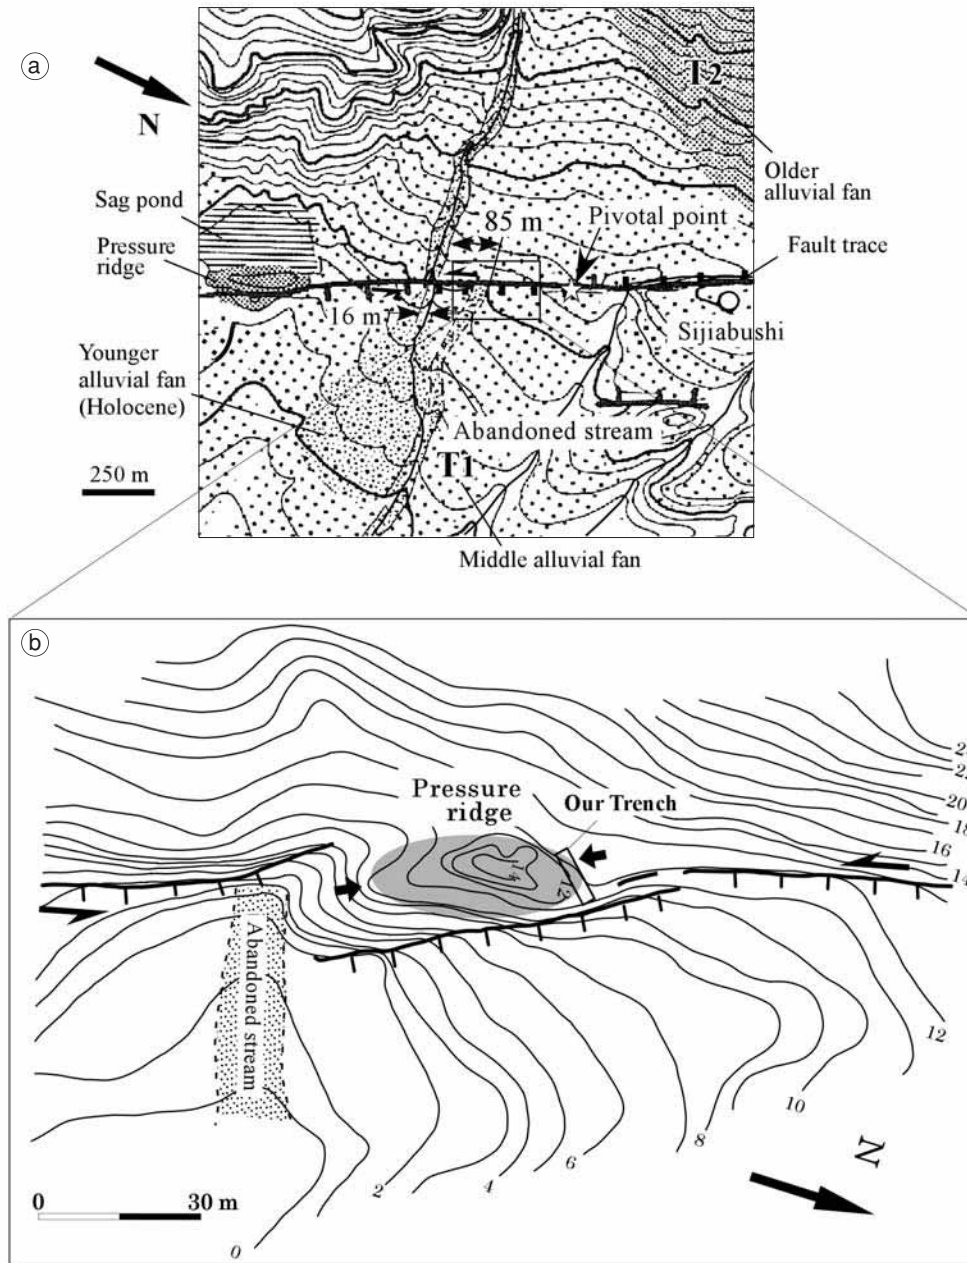 a
N
T2
Older
alluvial fan
Sag pond
85 m
Pivotal point
Pressure
ridge
Fault trace
16 m
Sijiabushi
Younger
alluvial fan
(Holocene)
Abandoned stream
T1
250 m
Middle alluvial fan
b
Pressure
ridge
Our Trench
22
20
18
16
14
14
12
Abandoned stream
12
10
8
6
4
2
0
N
0 30 m